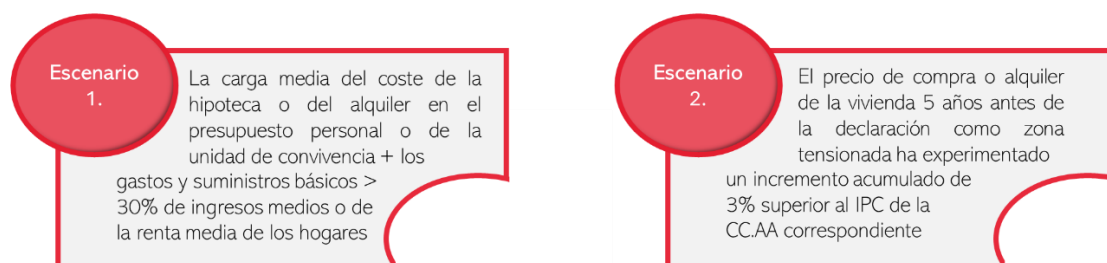 Escenario
1.
La carga media del coste de la
hipoteca o del alquiler en el
presupuesto personal o de la
unidad de convivencia + los
gastos y suministros básicos >
30% de ingresos medios o de
la renta media de los hogares
Escenario
2.
El precio de compra o alquiler
de la vivienda 5 años antes de
la declaración como zona
tensionada ha experimentado
un incremento acumulado de
3% superior al IPC de la
CC.AA correspondiente